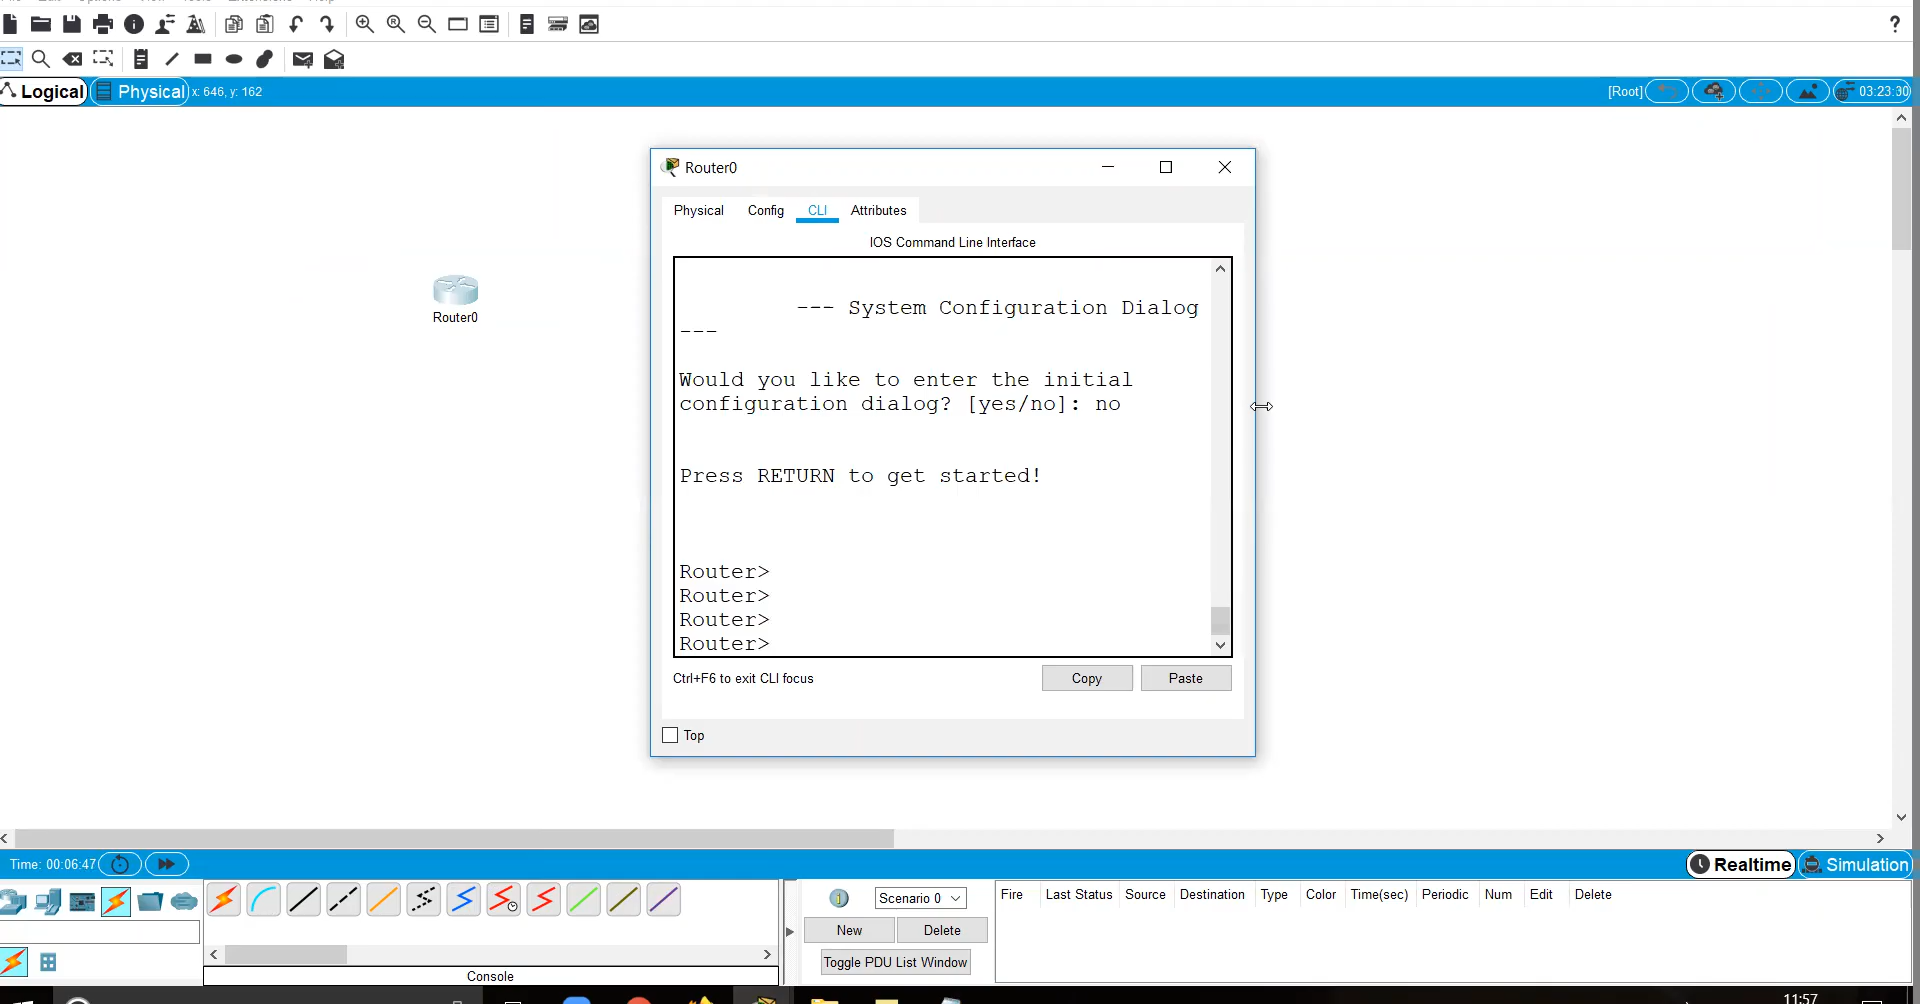 Logical
Physical
x: 646, y: 162
[Root]
03:23:30
Router0
Router0
Physical
Config
CLI
Attributes
IOS Command Line Interface
--- System Configuration Dialog
---
Would you like to enter the initial
configuration dialog? [yes/no]: no
Press RETURN to get started!
Router>
Router>
Router>
Router>
Ctrl+F6 to exit CLI focus
Copy
Paste
Top
Time: 00:06:47
Realtime
Simulation
Scenario 0
New
Delete
Toggle PDU List Window
Fire
Last Status
Source
Destination
Type
Color
Time(sec)
Periodic
Num
Edit
Delete
Console
11:57